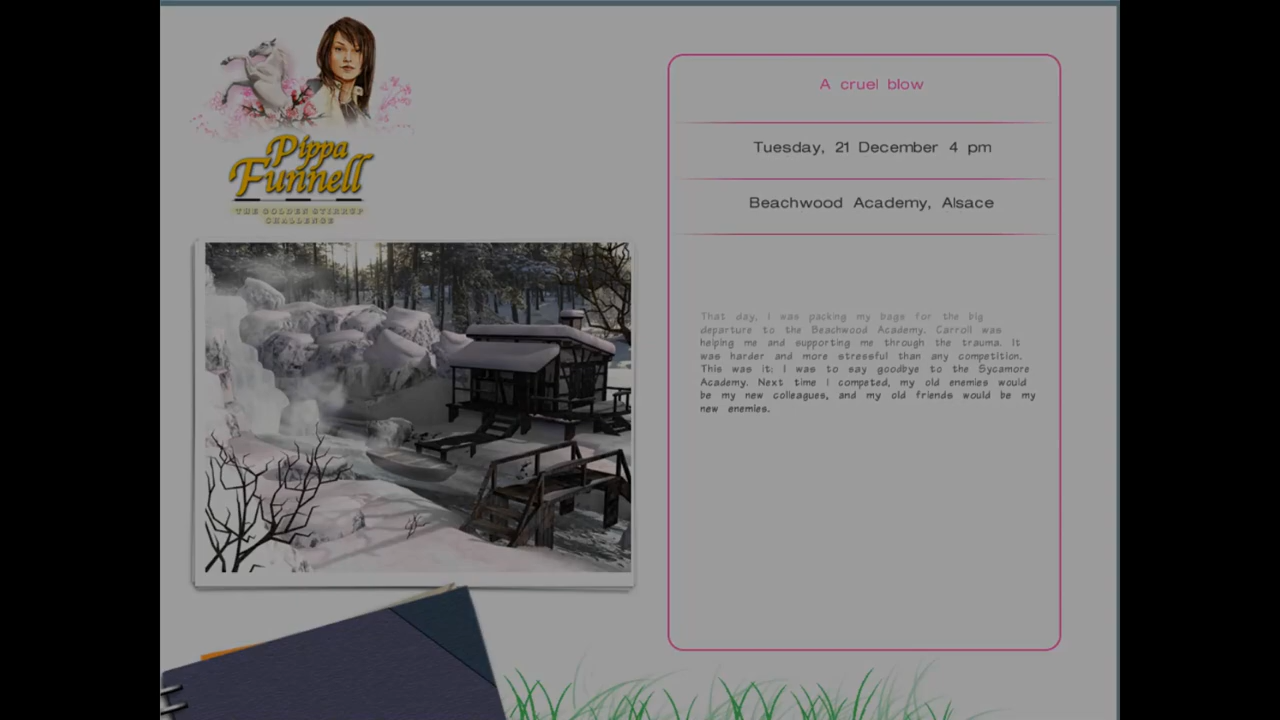 Pippa
Funnell
THE GOLDEN STIRRUP
CHALLENGE
A cruel blow
Tuesday, 21 December 4 pm
Beachwood Academy, Alsace
That day, I was packing my bags for the big
departure to the Beachwood Academy. Carroll was
helping me and supporting me through the trauma. It
was harder and more stressful than any competition.
This was it: I was to say goodbye to the Sycamore
Academy. Next time I competed, my old enemies would
be my new colleagues, and my old friends would be my
new enemies.